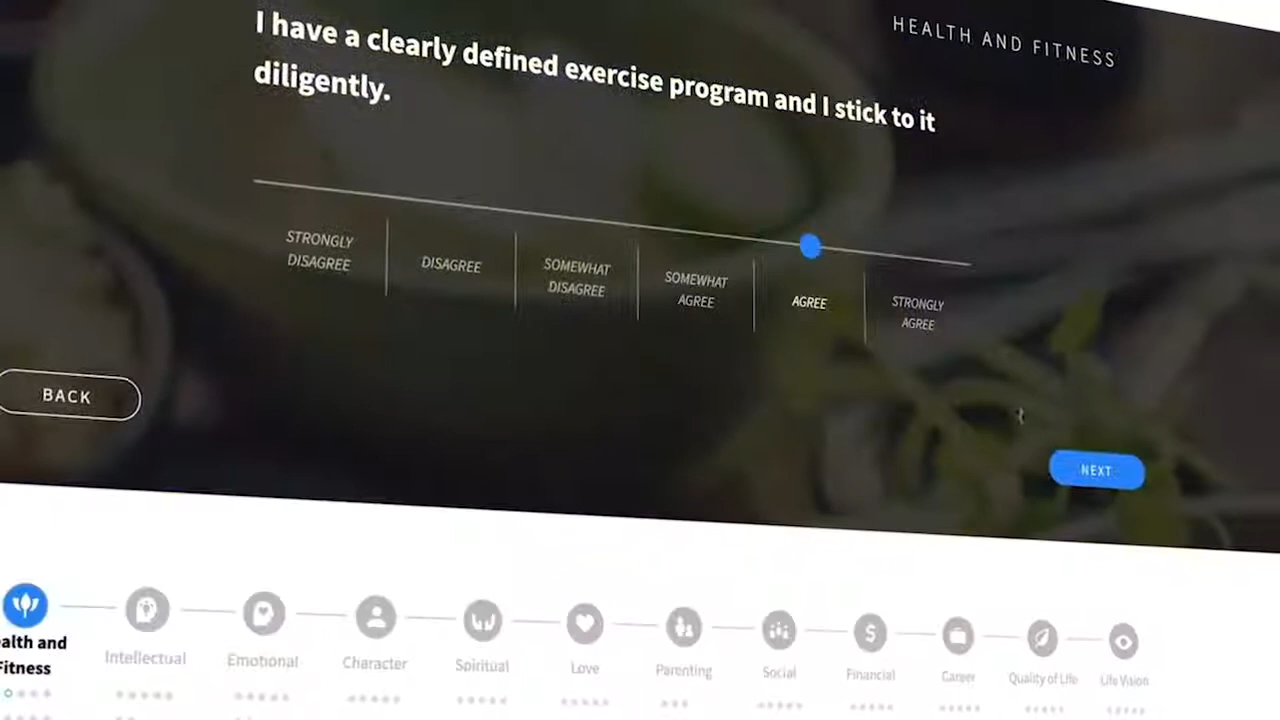 HEALTH AND FITNESS
I have a clearly defined exercise program and I stick to it
diligently.
STRONGLY
DISAGREE
DISAGREE
SOMEWHAT
DISAGREE
SOMEWHAT
AGREE
AGREE
STRONGLY
AGREE
BACK
NEXT
alth and
Fitness
Intellectual
Emotional
Character
Spiritual
Love
Parenting
Social
$
Financial
Career
Quality of Life
Life Vision